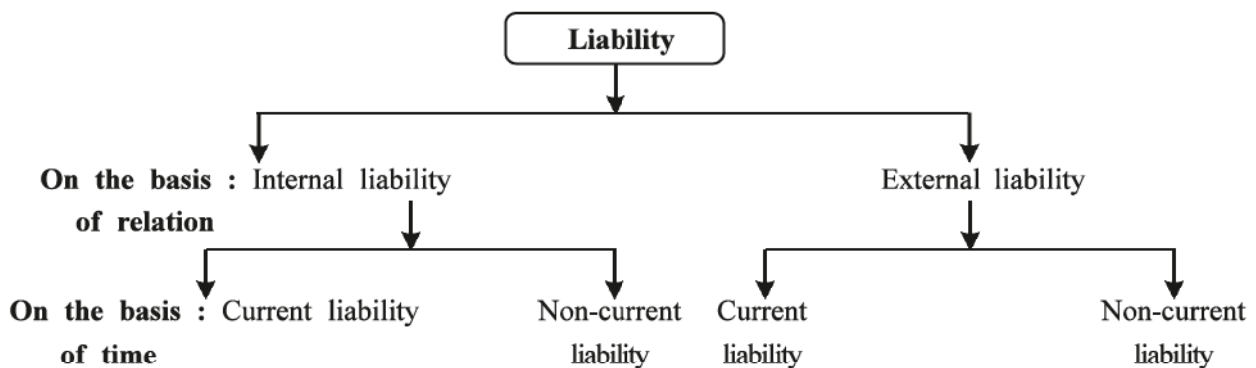 Liability
On the basis : Internal liability External liability
of relation
On the basis : Current liability Non-current Current Non-current
of time liability liability liability